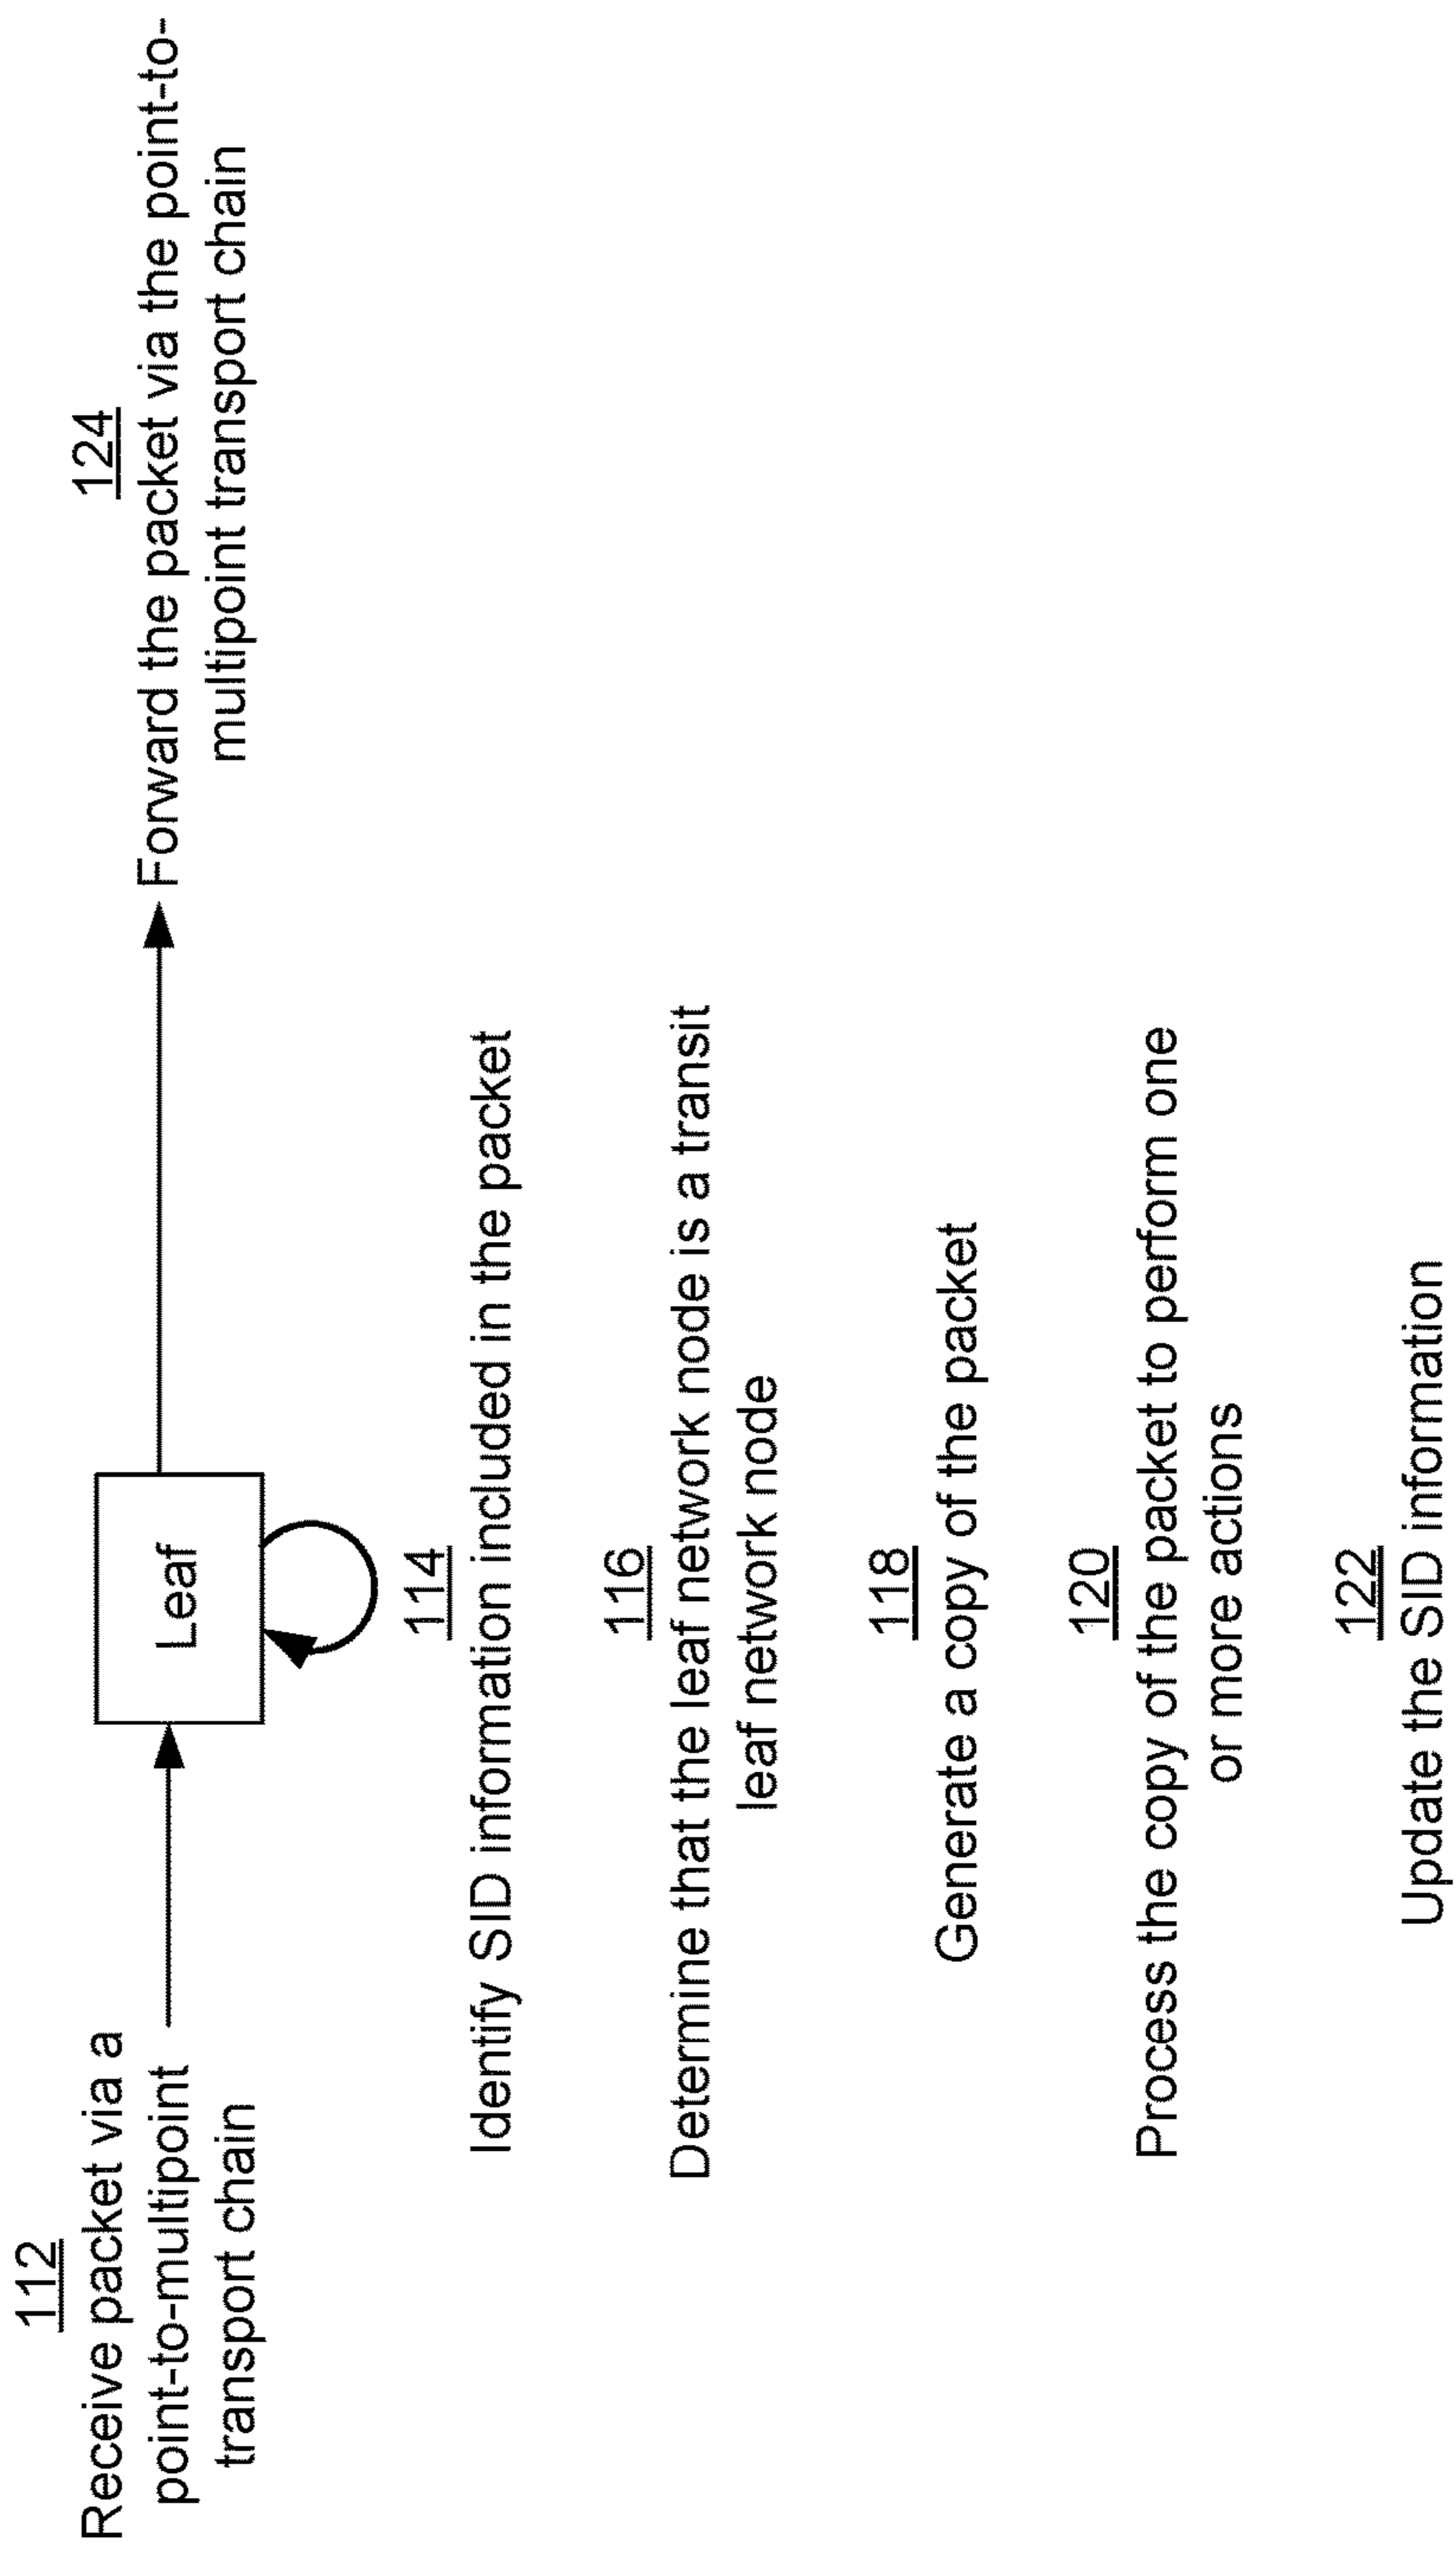 112
Receive packet via a
point-to-multipoint
transport chain
Leaf
124
Forward the packet via the point-to-
multipoint transport chain
114
Identify SID information included in the packet
116
Determine that the leaf network node is a transit
leaf network node
118
Generate a copy of the packet
120
Process the copy of the packet to perform one
or more actions
122
Update the SID information